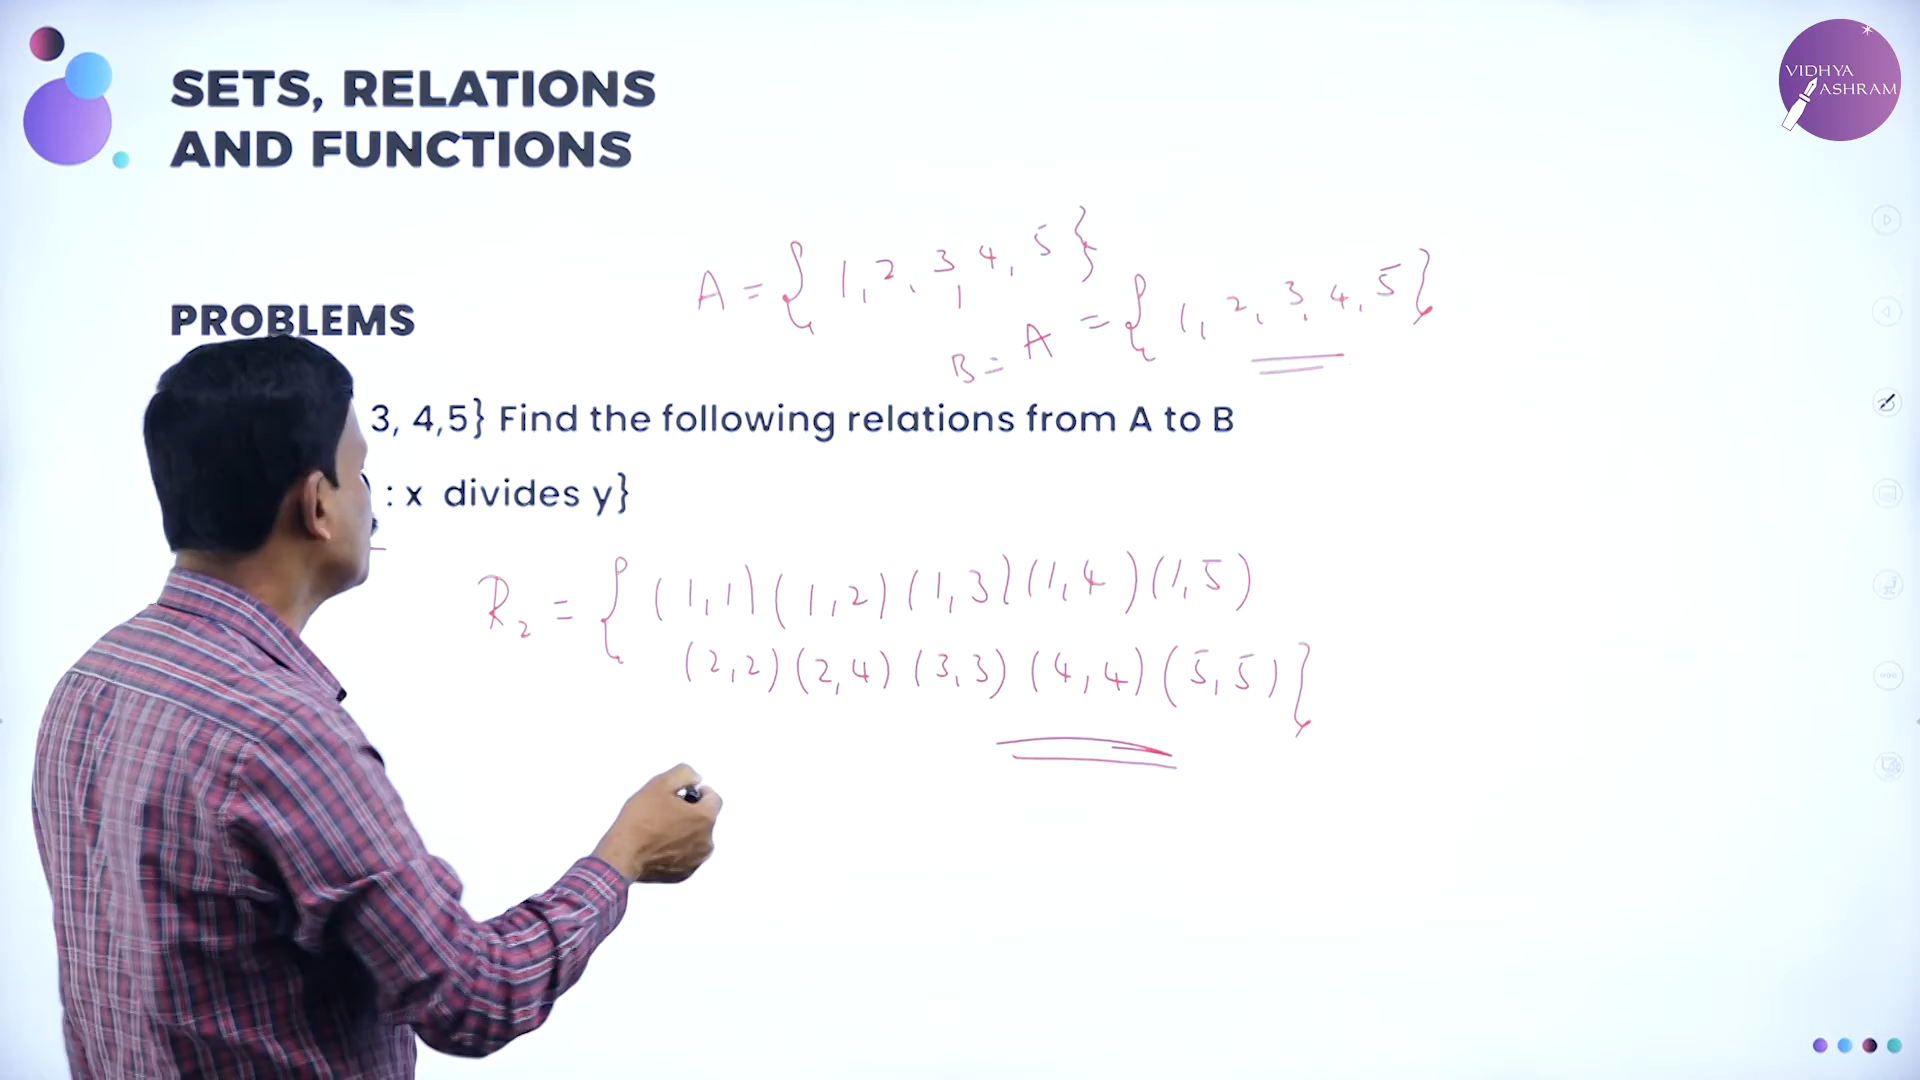 SETS, RELATIONS
AND FUNCTIONS
VIDHYA
ASHRAM
A = { 1, 2, 3, 4, 5 }
B = A = { 1, 2, 3, 4, 5 }
PROBLEMS
3, 4,5} Find the following relations from A to B
: x divides y}
R2 = { (1,1) (1,2) (1,3) (1,4) (1,5)
(2,2) (2,4) (3,3) (4,4) (5,5) }